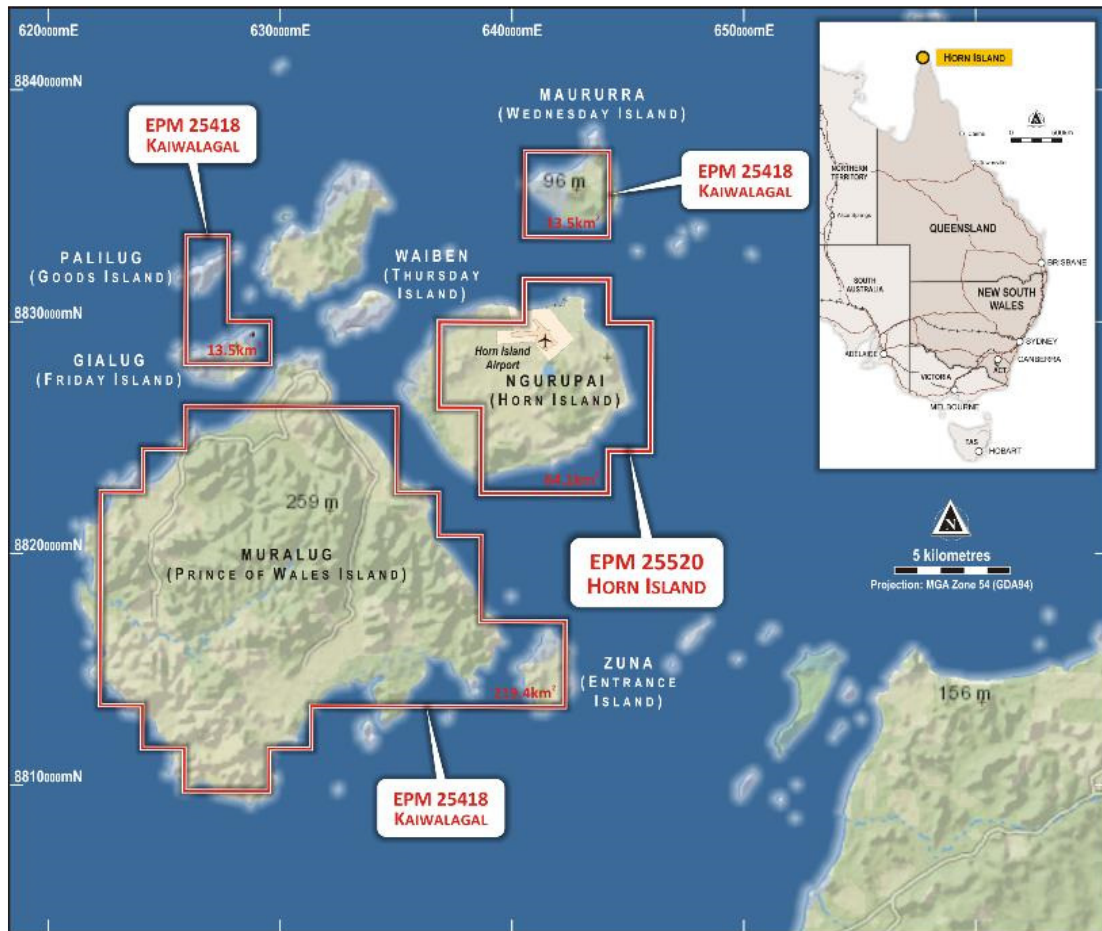 620000mE
630000mE
640000mE
650000mE
8840000mN
8830000mN
8820000mN
8810000mN
EPM 25418
KAIWALAGAL
MAURURRA
(WEDNESDAY ISLAND)
96 m
13.5km²
EPM 25418
KAIWALAGAL
PALILUG
(GOODS ISLAND)
WAIBEN
(THURSDAY
ISLAND)
GIALUG
(FRIDAY ISLAND)
13.5km²
Horn Island
Airport
NGURUPAI
(HORN ISLAND)
EPM 25520
HORN ISLAND
259 m
MURALUG
(PRINCE OF WALES ISLAND)
ZUNA
(ENTRANCE
ISLAND)
EPM 25418
KAIWALAGAL
156 m
N
5 kilometres
Projection: MGA Zone 54 (GDA94)
HORN ISLAND
NORTHERN
TERRITORY
Alice Springs
QUEENSLAND
BRISBANE
SOUTH
AUSTRALIA
NEW SOUTH
WALES
SYDNEY
CANBERRA
ACT
ADELAIDE
VICTORIA
MELBOURNE
TAS
HOBART